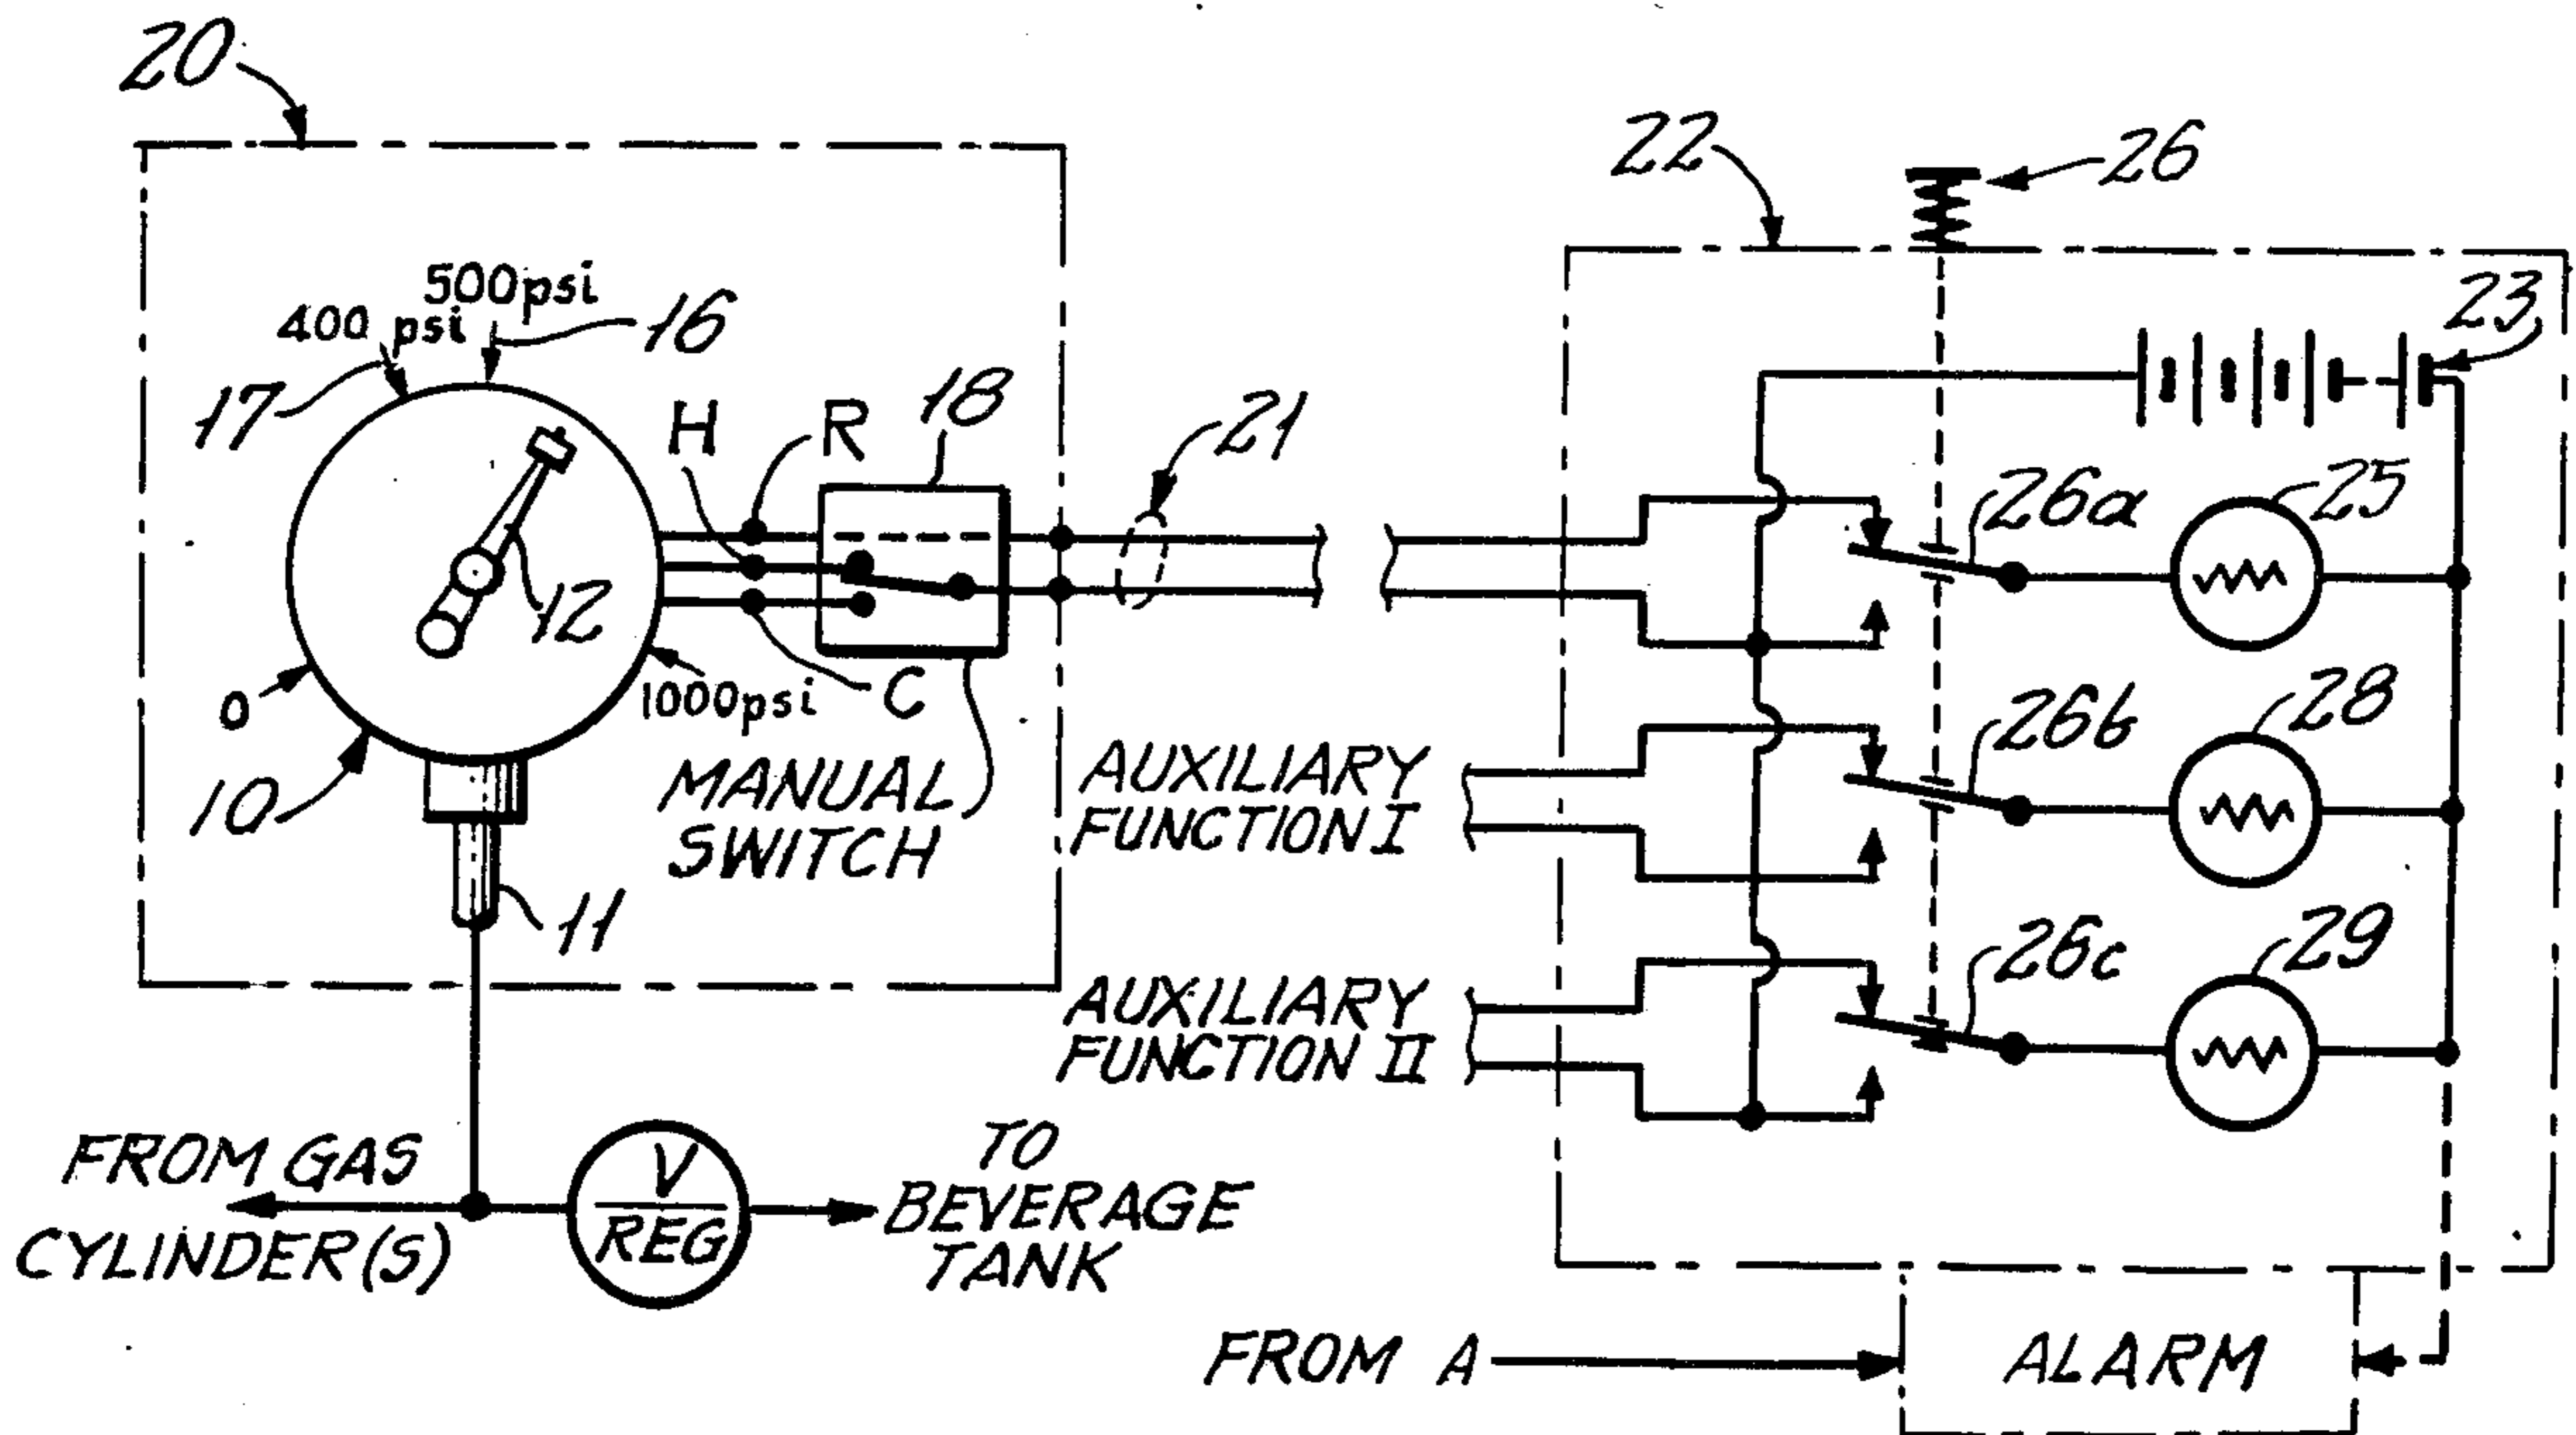 20
500psi
400 psi
16
17
H
R
18
21
22
26
23
26a
25
12
0
1000psi
C
10
MANUAL
SWITCH
11
AUXILIARY
FUNCTION I
26b
28
AUXILIARY
FUNCTION II
26c
29
FROM GAS
CYLINDER(S)
V
REG
TO
BEVERAGE
TANK
FROM A
ALARM